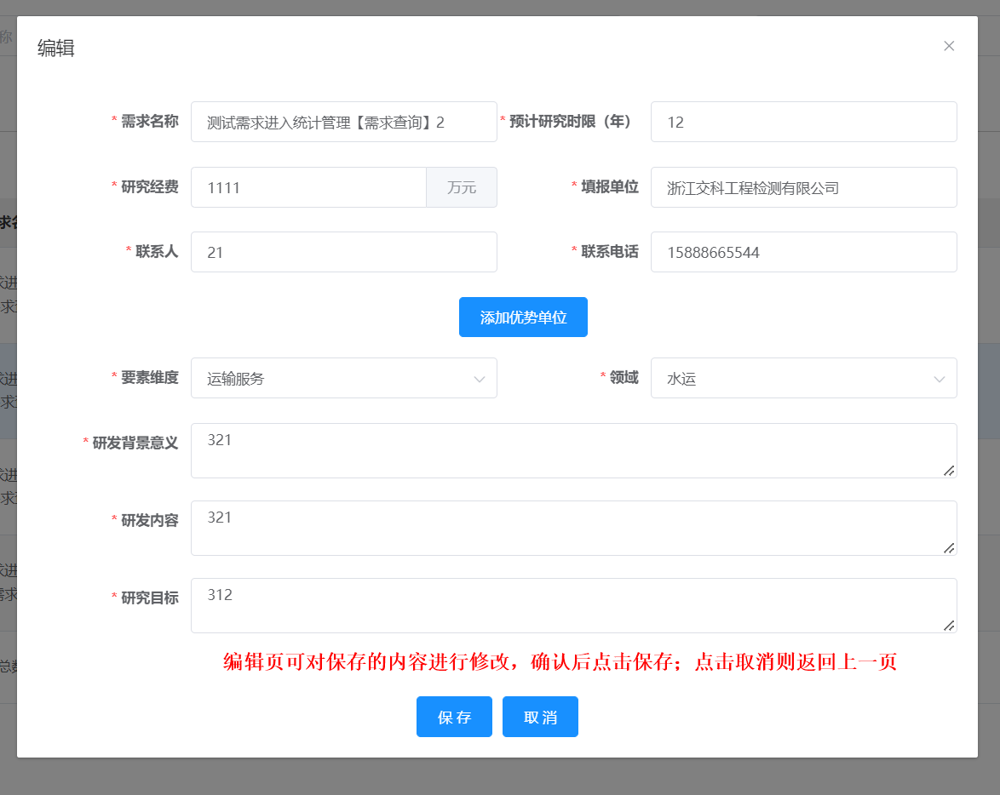 编辑
* 需求名称 测试需求进入统计管理【需求查询】2 * 预计研究时限（年） 12
* 研究经费 1111 万元 * 填报单位 浙江交科工程检测有限公司
* 联系人 21 * 联系电话 15888665544
添加优势单位
* 要素维度 运输服务 * 领域 水运
* 研发背景意义 321
* 研发内容 321
* 研究目标 312
编辑页可对保存的内容进行修改，确认后点击保存；点击取消则返回上一页
保存 取消